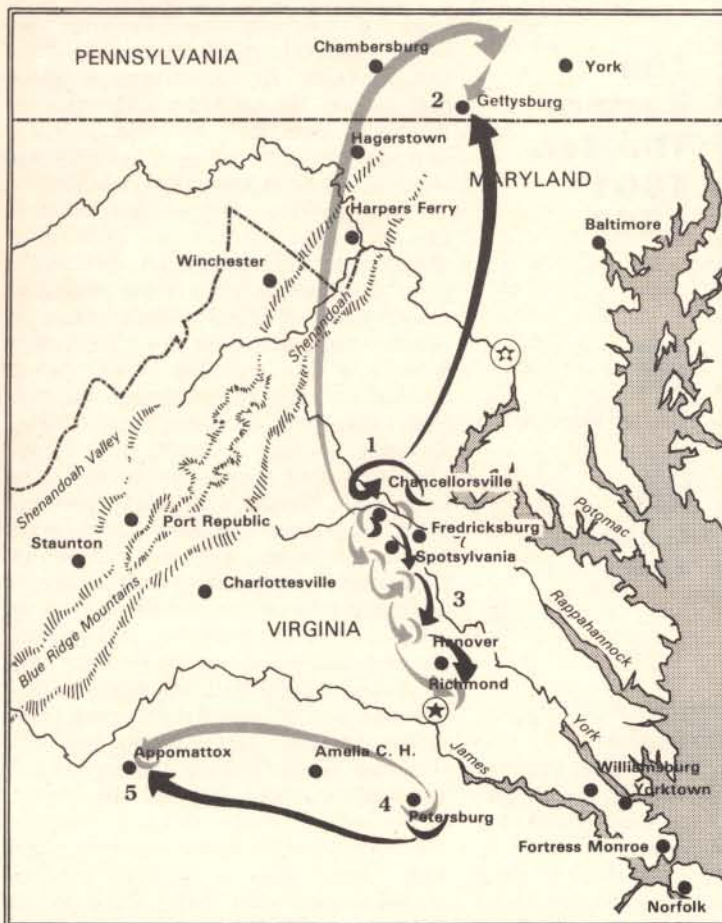 PENNSYLVANIA
Chambersburg
York
2
Gettysburg
Hagerstown
MARYLAND
Harpers Ferry
Baltimore
Winchester
Shenandoah
1
Chancellorsville
Shenandoah Valley
Port Republic
Fredricksburg
Potomac
Staunton
Spotsylvania
Charlottesville
3
Blue Ridge Mountains
VIRGINIA
Hanover
Rappahannock
Richmond
York
James
Appomattox
Amelia C. H.
Williamsburg
5
4
Yorktown
Petersburg
Fortress Monroe
Norfolk